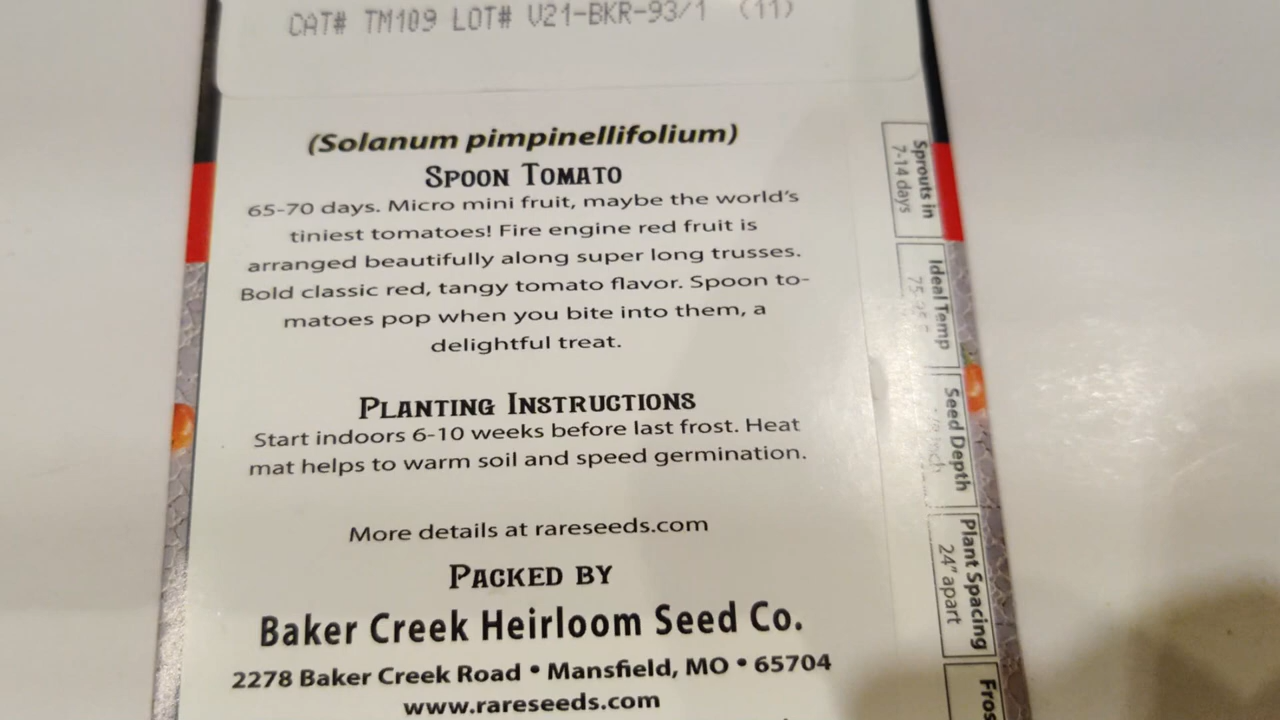 CAT# TM109 LOT# V21-BKR-93/1 (11)
(Solanum pimpinellifolium)
SPOON TOMATO
65-70 days. Micro mini fruit, maybe the world's
tiniest tomatoes! Fire engine red fruit is
arranged beautifully along super long trusses.
Bold classic red, tangy tomato flavor. Spoon to-
matoes pop when you bite into them, a
delightful treat.
PLANTING INSTRUCTIONS
Start indoors 6-10 weeks before last frost. Heat
mat helps to warm soil and speed germination.
More details at rareseeds.com
PACKED BY
Baker Creek Heirloom Seed Co.
2278 Baker Creek Road • Mansfield, MO • 65704
www.rareseeds.com
Sprouts in
7-14 days
Ideal Temp
Seed Depth
Plant Spacing
24" apart